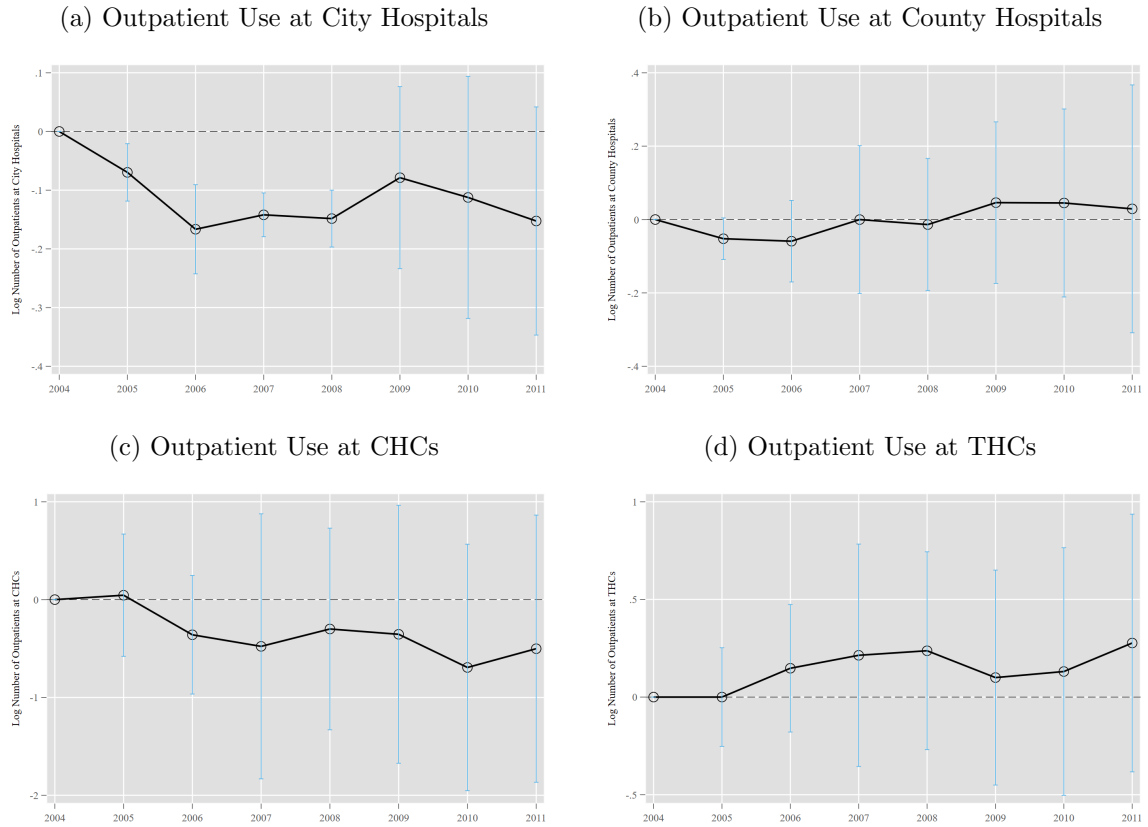 (a) Outpatient Use at City Hospitals
Log Number of Outpatients at City Hospitals
.1
0
-.1
-.2
-.3
-.4
2004 2005 2006 2007 2008 2009 2010 2011
(b) Outpatient Use at County Hospitals
Log Number of Outpatients at County Hospitals
.4
.2
0
-.2
-.4
2004 2005 2006 2007 2008 2009 2010 2011
(c) Outpatient Use at CHCs
Log Number of Outpatients at CHCs
1
0
-1
-2
2004 2005 2006 2007 2008 2009 2010 2011
(d) Outpatient Use at THCs
Log Number of Outpatients at THCs
1
.5
0
-.5
2004 2005 2006 2007 2008 2009 2010 2011